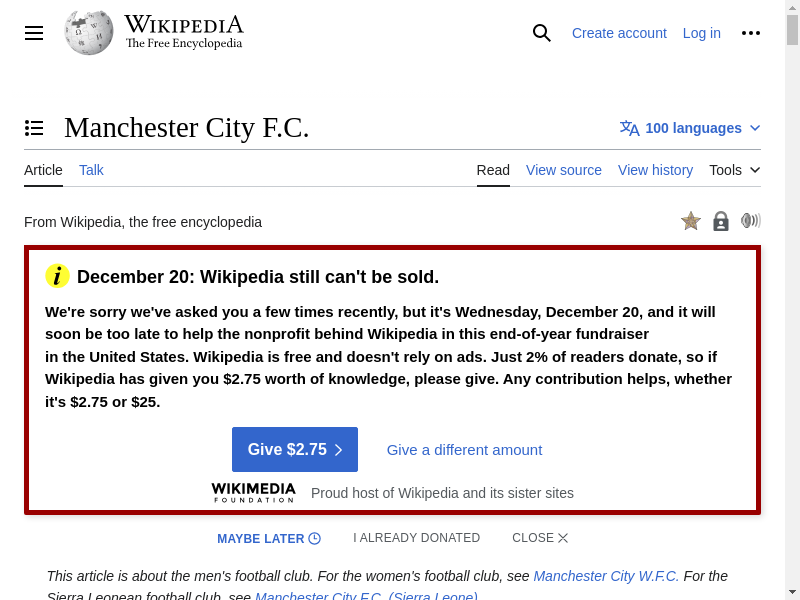 WIKIPEDIA
The Free Encyclopedia
Create account
Log in
Manchester City F.C.
100 languages
Article
Talk
Read
View source
View history
Tools
From Wikipedia, the free encyclopedia
December 20: Wikipedia still can't be sold.
We're sorry we've asked you a few times recently, but it's Wednesday, December 20, and it will
soon be too late to help the nonprofit behind Wikipedia in this end-of-year fundraiser
in the United States. Wikipedia is free and doesn't rely on ads. Just 2% of readers donate, so if
Wikipedia has given you $2.75 worth of knowledge, please give. Any contribution helps, whether
it's $2.75 or $25.
Give $2.75
Give a different amount
WIKIMEDIA
FOUNDATION
Proud host of Wikipedia and its sister sites
MAYBE LATER
I ALREADY DONATED
CLOSE
This article is about the men's football club. For the women's football club, see Manchester City W.F.C. For the
Sierra Leonean football club, see Manchester City F.C. (Sierra Leone).